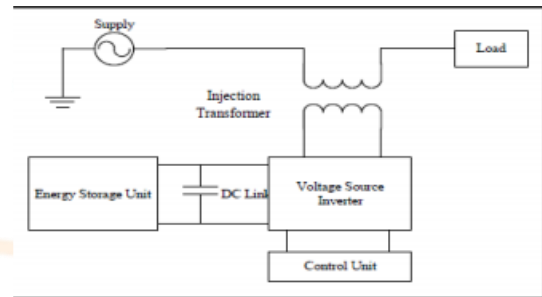 Supply
Load
Injection
Transformer
Energy Storage Unit
DC Link
Voltage Source
Inverter
Control Unit